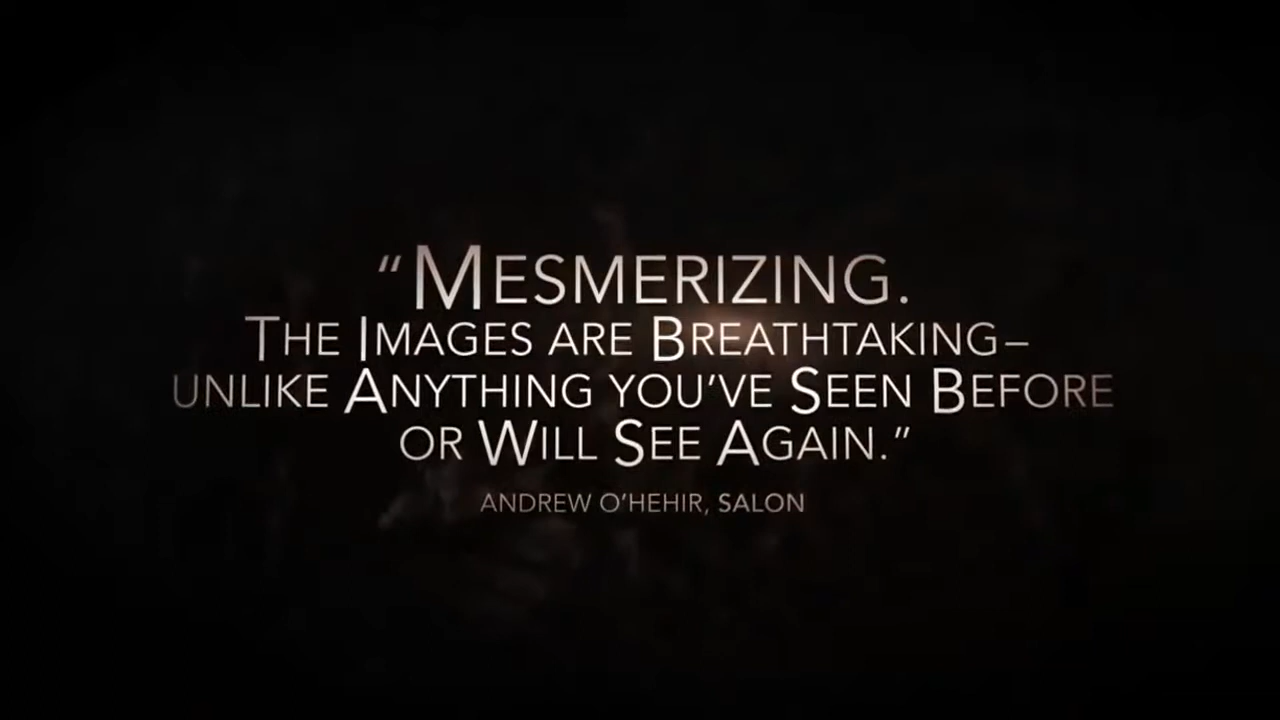 “MESMERIZING.
THE IMAGES ARE BREATHTAKING–
UNLIKE ANYTHING YOU’VE SEEN BEFORE
OR WILL SEE AGAIN.”
ANDREW O’HEHIR, SALON